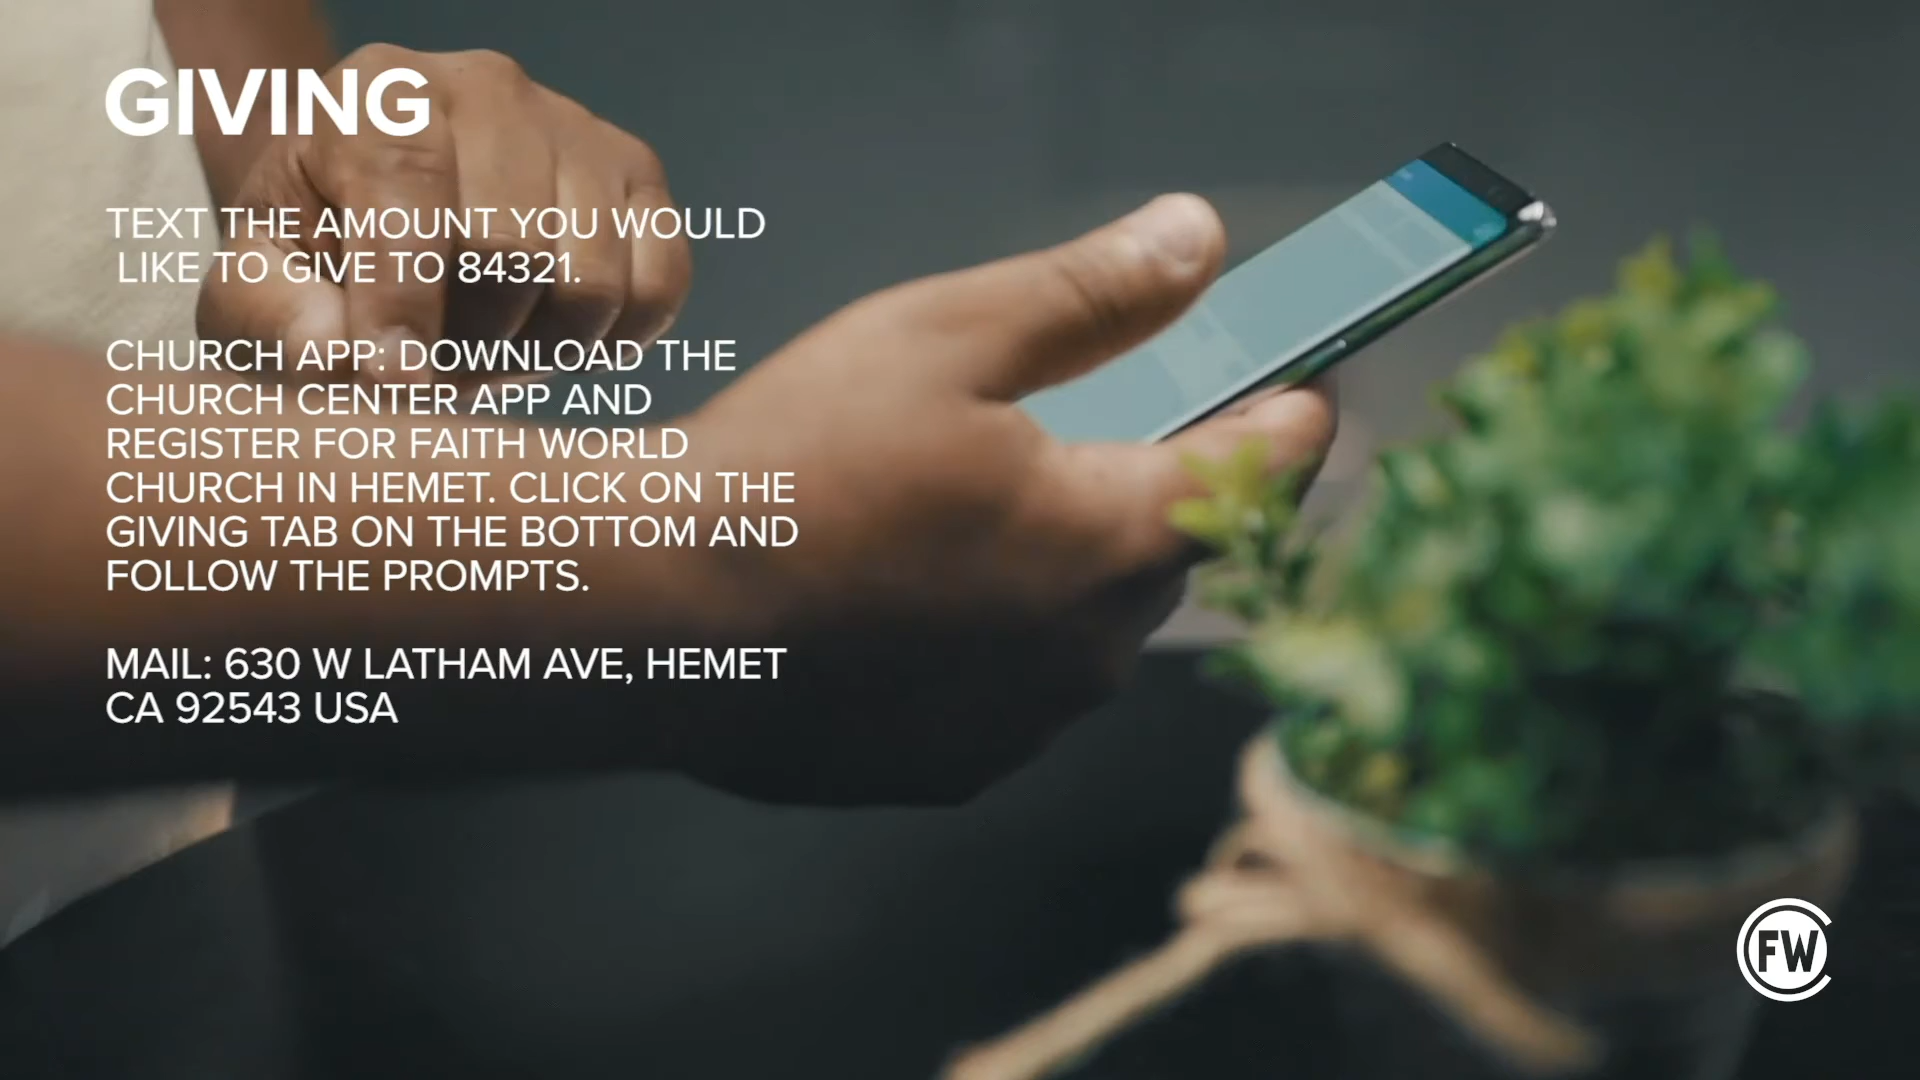 GIVING
TEXT THE AMOUNT YOU WOULD
LIKE TO GIVE TO 84321.
CHURCH APP: DOWNLOAD THE
CHURCH CENTER APP AND
REGISTER FOR FAITH WORLD
CHURCH IN HEMET. CLICK ON THE
GIVING TAB ON THE BOTTOM AND
FOLLOW THE PROMPTS.
MAIL: 630 W LATHAM AVE, HEMET
CA 92543 USA
FW